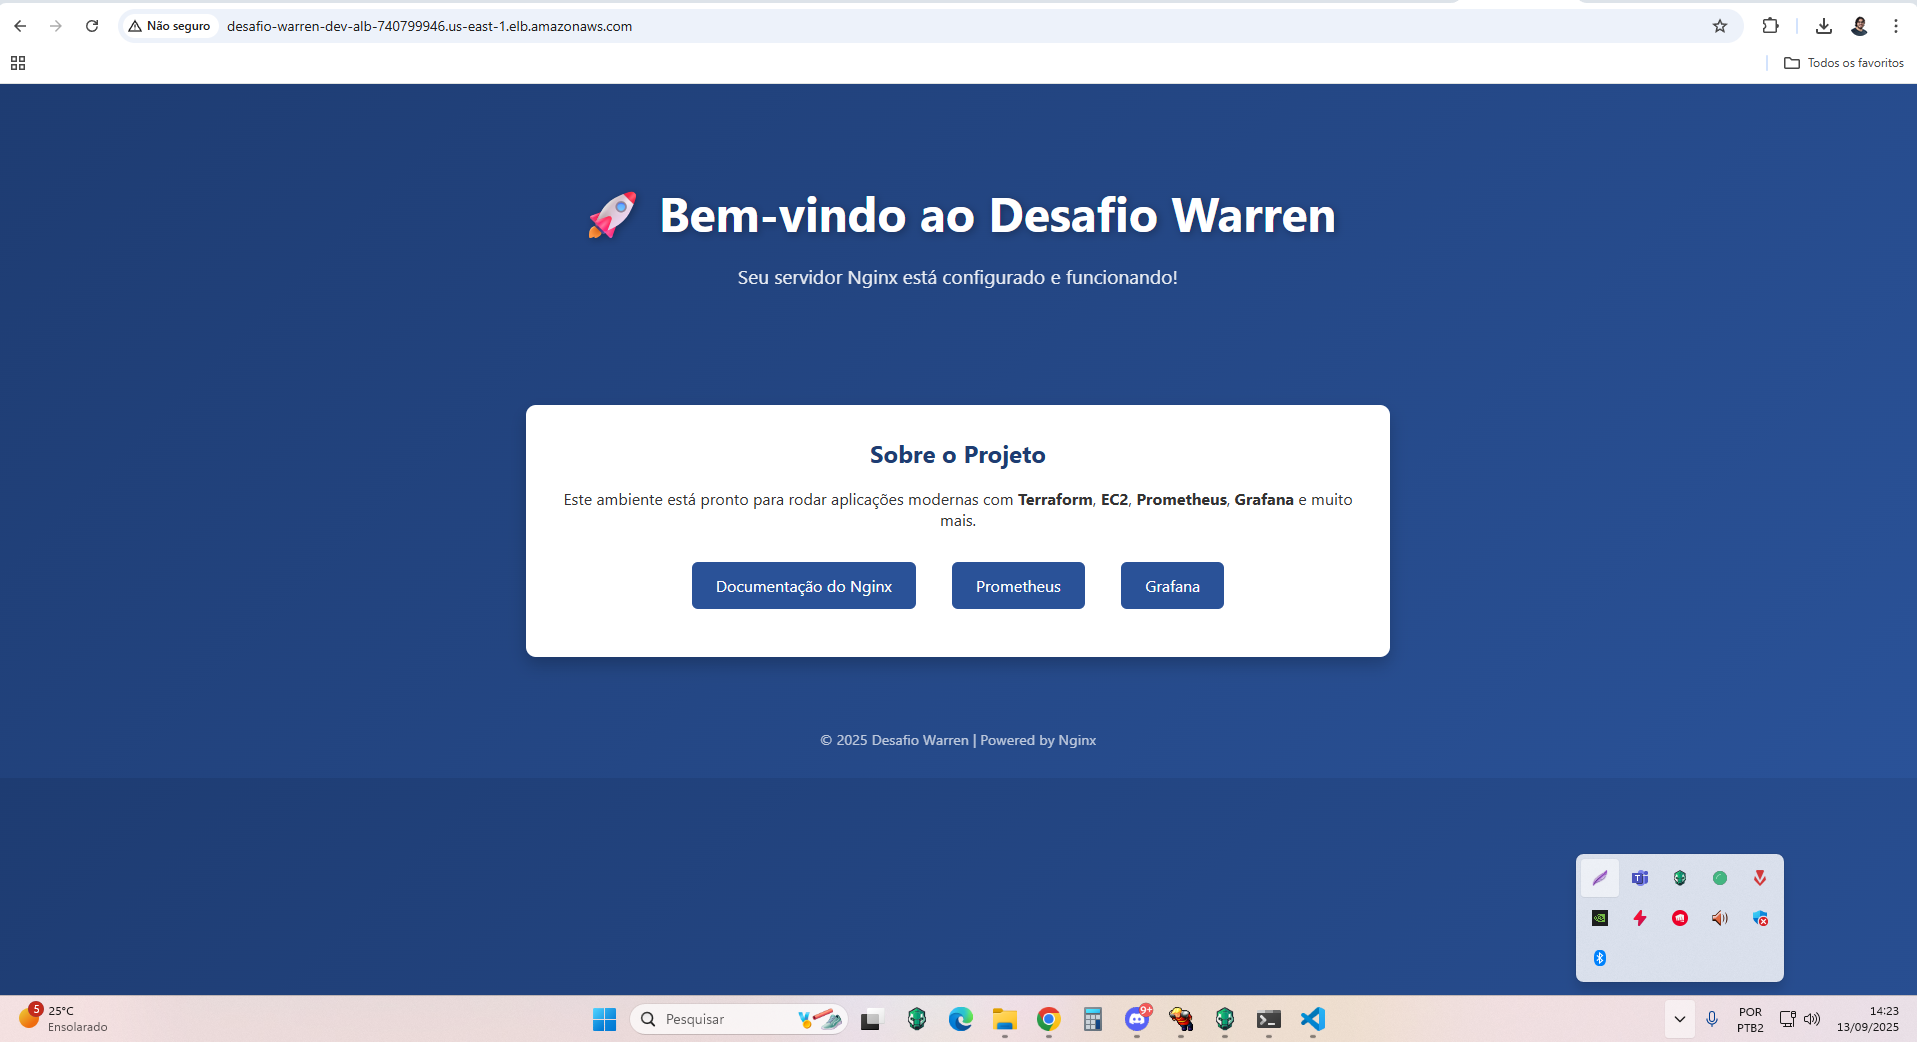 Não seguro
desafio-warren-dev-alb-740799946.us-east-1.elb.amazonaws.com
Todos os favoritos
🚀 Bem-vindo ao Desafio Warren
Seu servidor Nginx está configurado e funcionando!
Sobre o Projeto
Este ambiente está pronto para rodar aplicações modernas com Terraform, EC2, Prometheus, Grafana e muito
mais.
Documentação do Nginx
Prometheus
Grafana
© 2025 Desafio Warren | Powered by Nginx
5
25°C
Ensolarado
Pesquisar
9+
POR
PTB2
14:23
13/09/2025